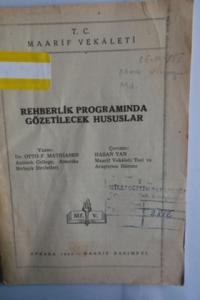 T. C.
MAARİF VEKÂLETİ
REHBERLİK PROGRAMINDA
GÖZETİLECEK HUSUSLAR
Yazan:
Dr. OTTO F. MATHIASEN
Antioch College, Amerika
Birleşik Devletleri
Çeviren:
HASAN TAN
Maarif Vekâleti Test ve
Araştırma Bürosu
Mf. V.
ANKARA
MAARİF BASIMEVİ